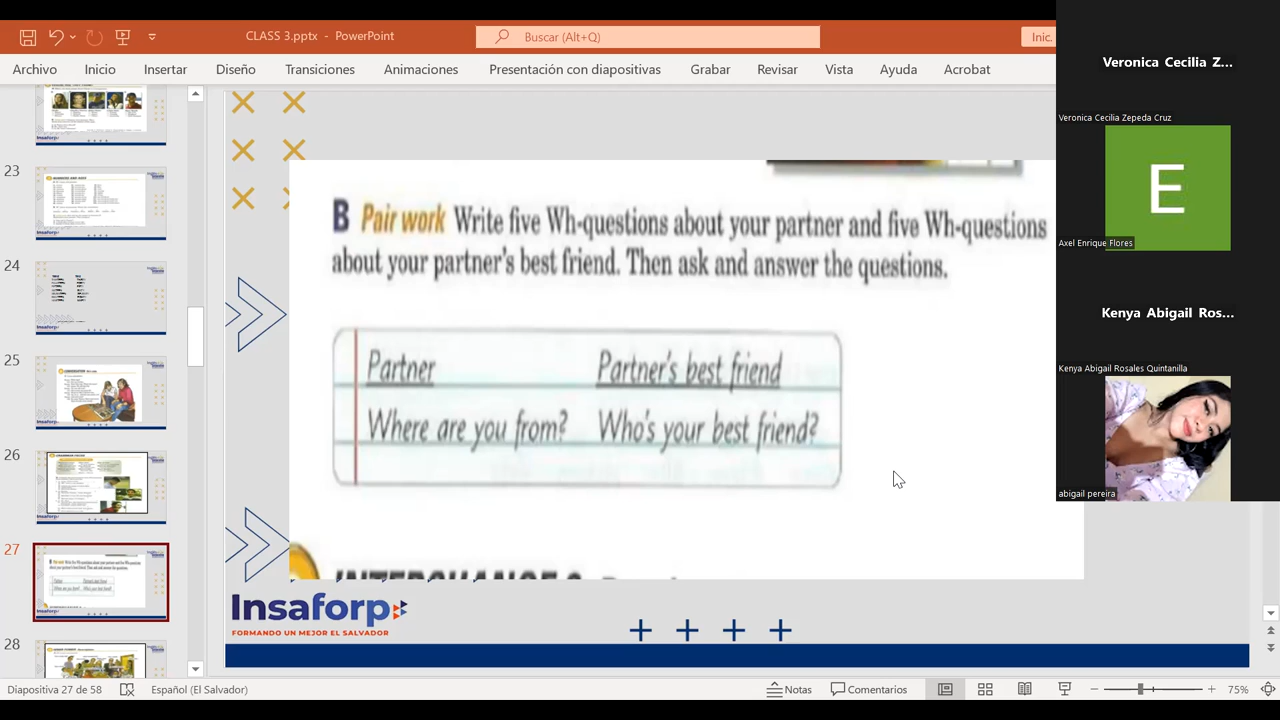 CLASS 3.pptx - PowerPoint
Buscar (Alt+Q)
Inic.
Archivo Inicio Insertar Diseño Transiciones Animaciones Presentación con diapositivas Grabar Revisar Vista Ayuda Acrobat
23
24
25
26
27
28
B Pair work Write five Wh-questions about your partner and five Wh-questions
about your partner's best friend. Then ask and answer the questions.
Partner Partner's best friend
Where are you from? Who's your best friend?
Insaforp
FORMANDO UN MEJOR EL SALVADOR
Veronica Cecilia Z...
Veronica Cecilia Zepeda Cruz
E
Axel Enrique Flores
Kenya Abigail Ros...
Kenya Abigail Rosales Quintanilla
abigail pereira
Diapositiva 27 de 58 Español (El Salvador) Notas Comentarios 75%